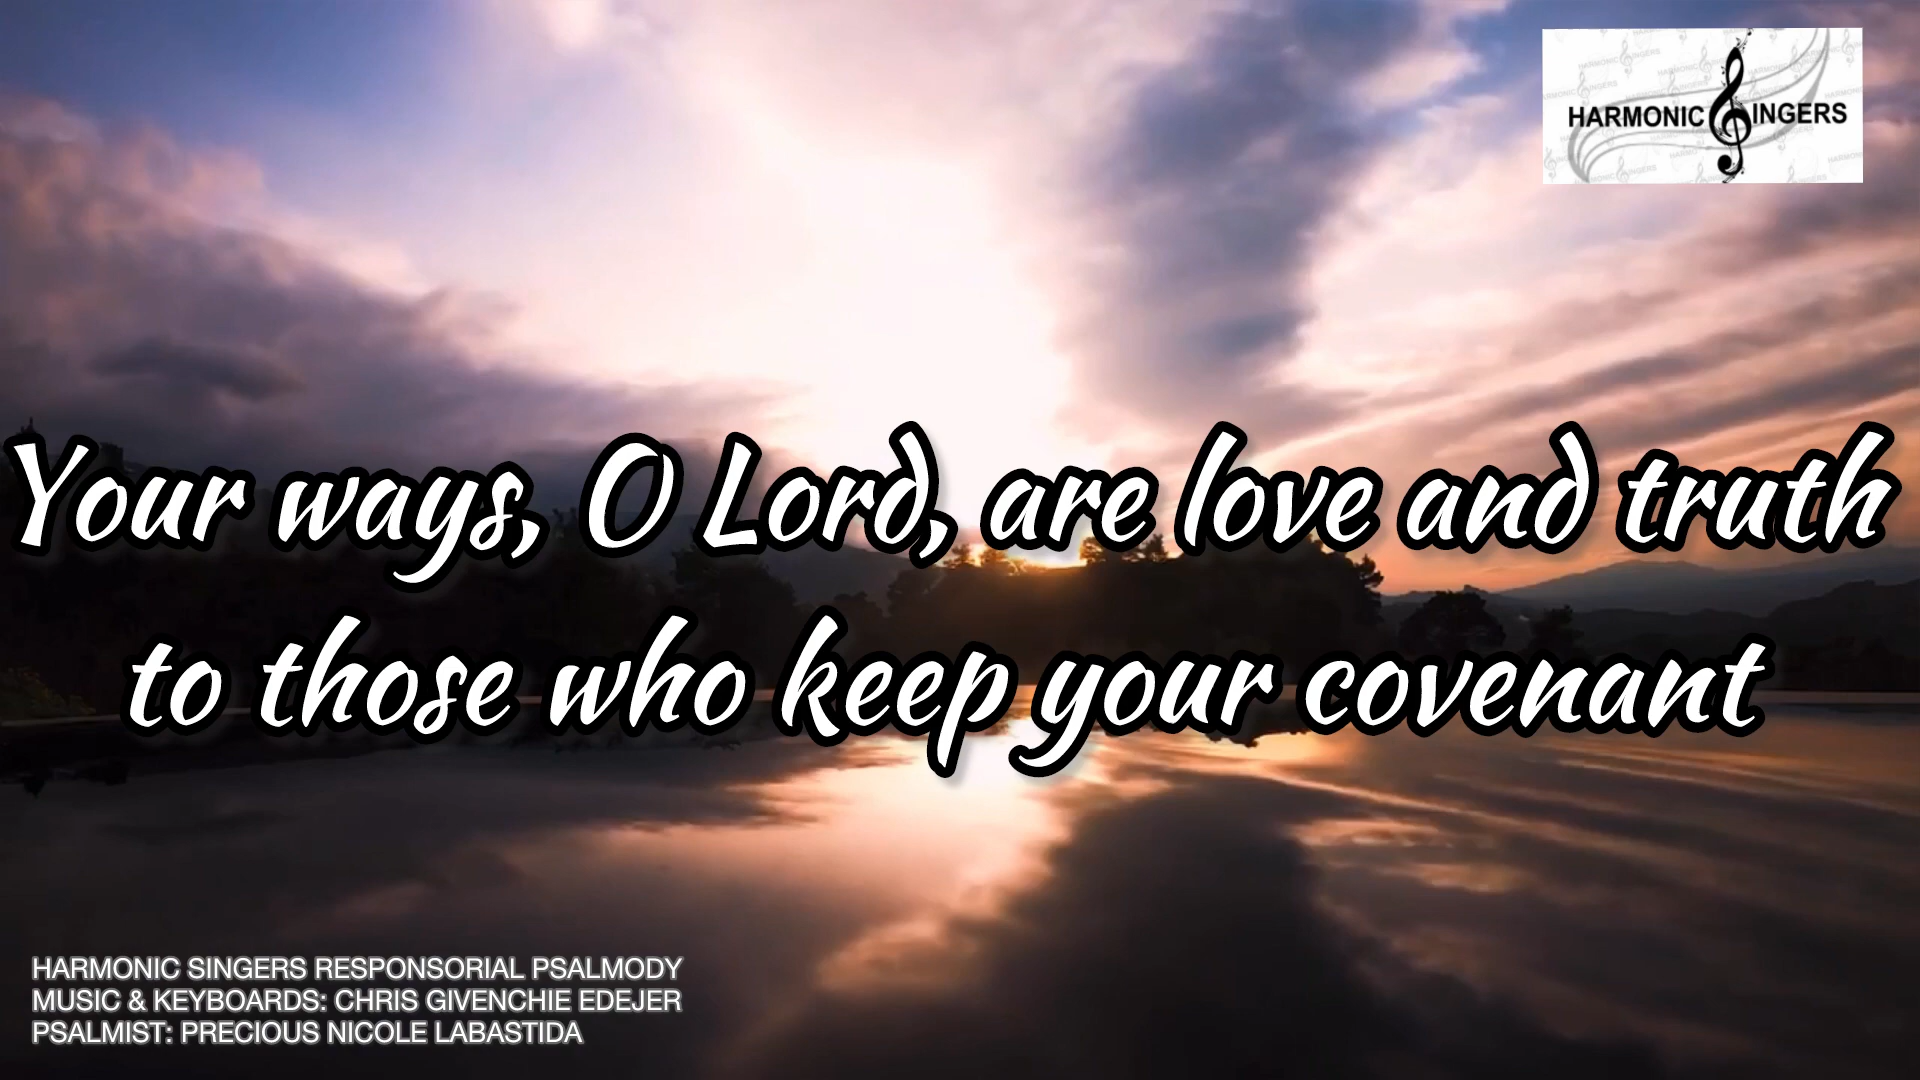 HARMONIC SINGERS
Your ways, O Lord, are love and truth
to those who keep your covenant
HARMONIC SINGERS RESPONSORIAL PSALMODY
MUSIC & KEYBOARDS: CHRIS GIVENCHIE EDEJER
PSALMIST: PRECIOUS NICOLE LABASTIDA